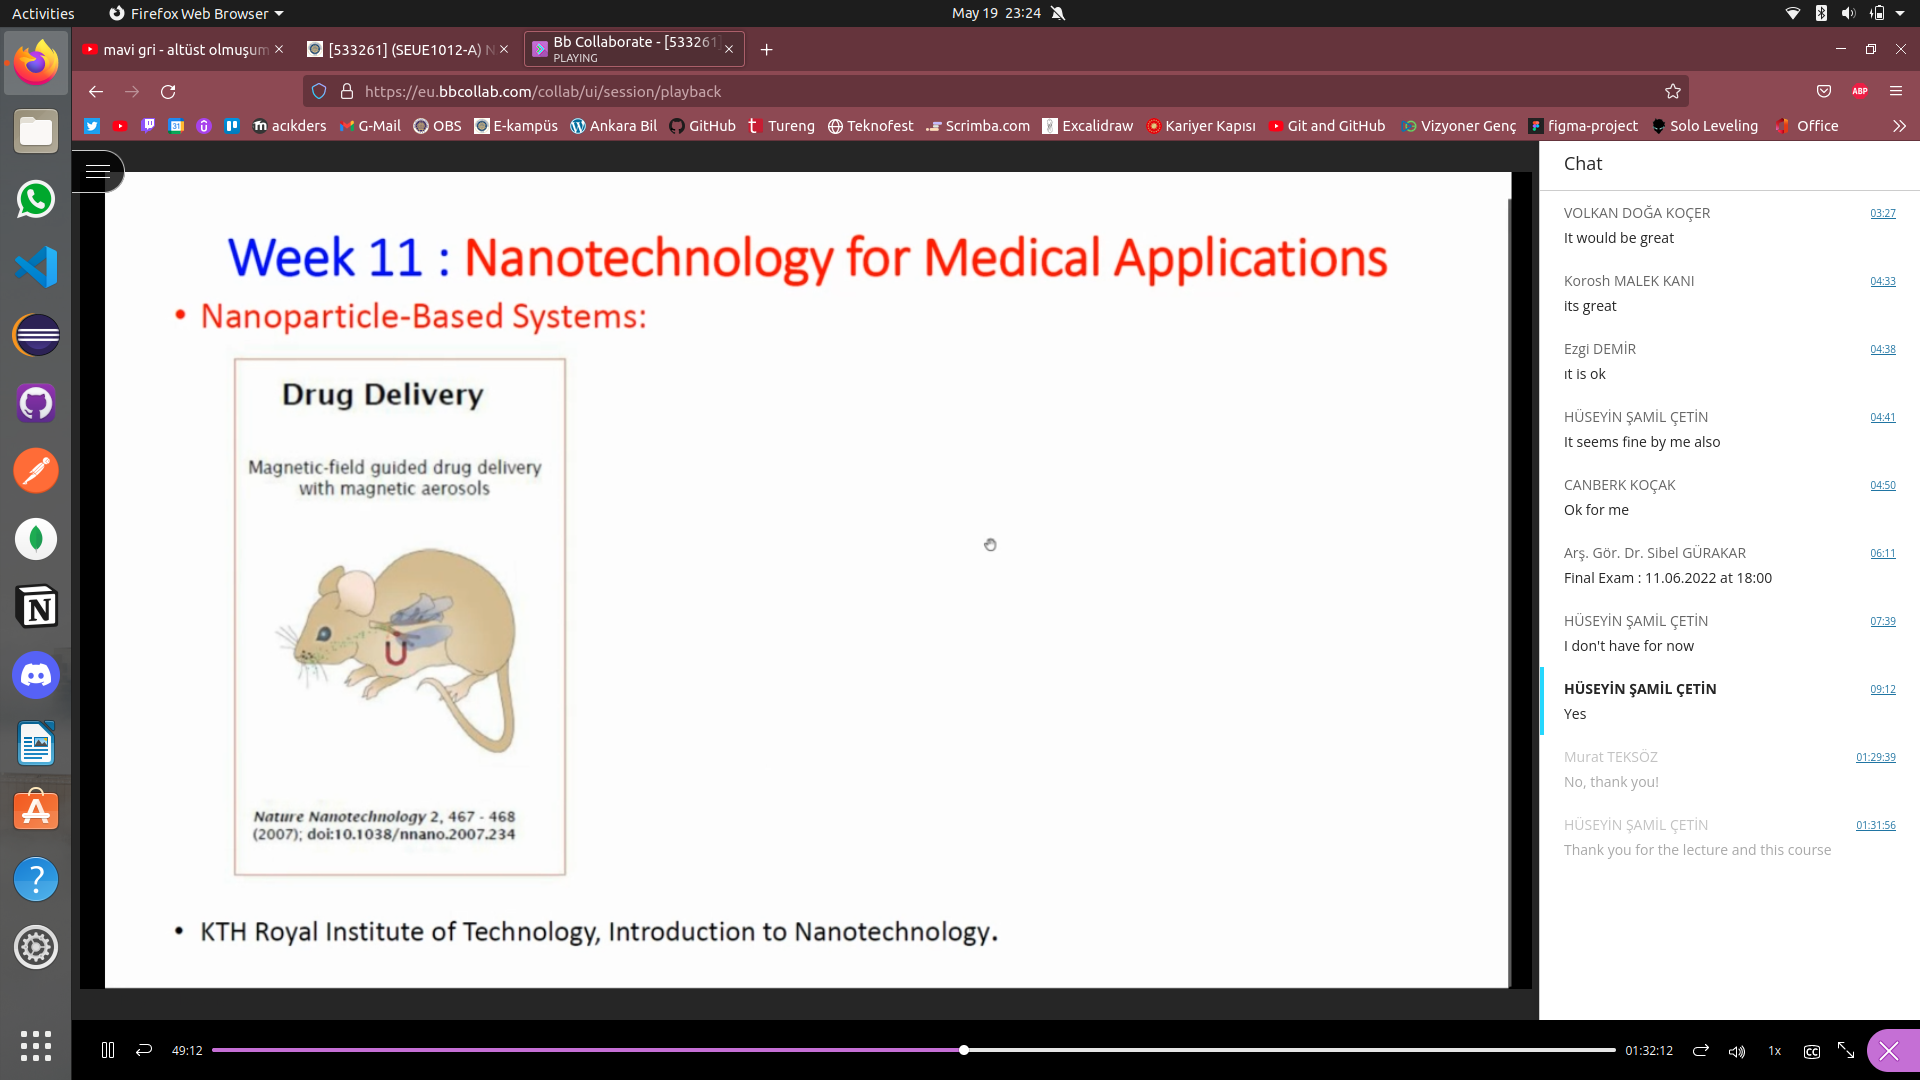 Activities
Firefox Web Browser
May 19 23:24
mavi gri - altüst olmuşum
[533261] (SEUE1012-A) N
Bb Collaborate - [533261]
PLAYING
https://eu.bbcollab.com/collab/ui/session/playback
ABP
acıkders
G-Mail
OBS
E-kampüs
Ankara Bil
GitHub
Tureng
Teknofest
Scrimba.com
Excalidraw
Kariyer Kapısı
Git and GitHub
Vizyoner Genç
figma-project
Solo Leveling
Office
Week 11 : Nanotechnology for Medical Applications
• Nanoparticle-Based Systems:
Drug Delivery
Magnetic-field guided drug delivery
with magnetic aerosols
Nature Nanotechnology 2, 467 - 468
(2007); doi:10.1038/nnano.2007.234
• KTH Royal Institute of Technology, Introduction to Nanotechnology.
Chat
VOLKAN DOĞA KOÇER 03:27
It would be great
Korosh MALEK KANI 04:33
its great
Ezgi DEMİR 04:38
ıt is ok
HÜSEYİN ŞAMİL ÇETİN 04:41
It seems fine by me also
CANBERK KOÇAK 04:50
Ok for me
Arş. Gör. Dr. Sibel GÜRAKAR 06:11
Final Exam : 11.06.2022 at 18:00
HÜSEYİN ŞAMİL ÇETİN 07:39
I don't have for now
HÜSEYİN ŞAMİL ÇETİN 09:12
Yes
Murat TEKSÖZ 01:29:39
No, thank you!
HÜSEYİN ŞAMİL ÇETİN 01:31:56
Thank you for the lecture and this course
49:12
01:32:12
1x
CC